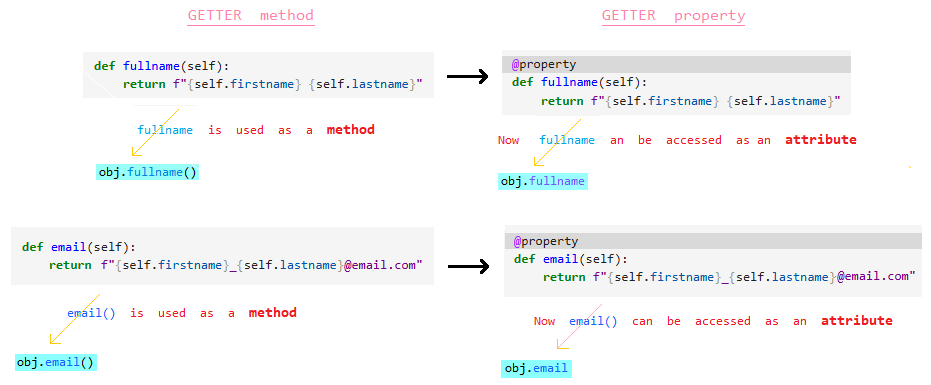 GETTER method
def fullname(self):
return f"{self.firstname} {self.lastname}"
fullname is used as a method
obj.fullname()
def email(self):
return f"{self.firstname}_{self.lastname}@email.com"
email() is used as a method
obj.email()
GETTER property
@property
def fullname(self):
return f"{self.firstname} {self.lastname}"
Now fullname an be accessed as an attribute
obj.fullname
@property
def email(self):
return f"{self.firstname}_{self.lastname}@email.com"
Now email() can be accessed as an attribute
obj.email